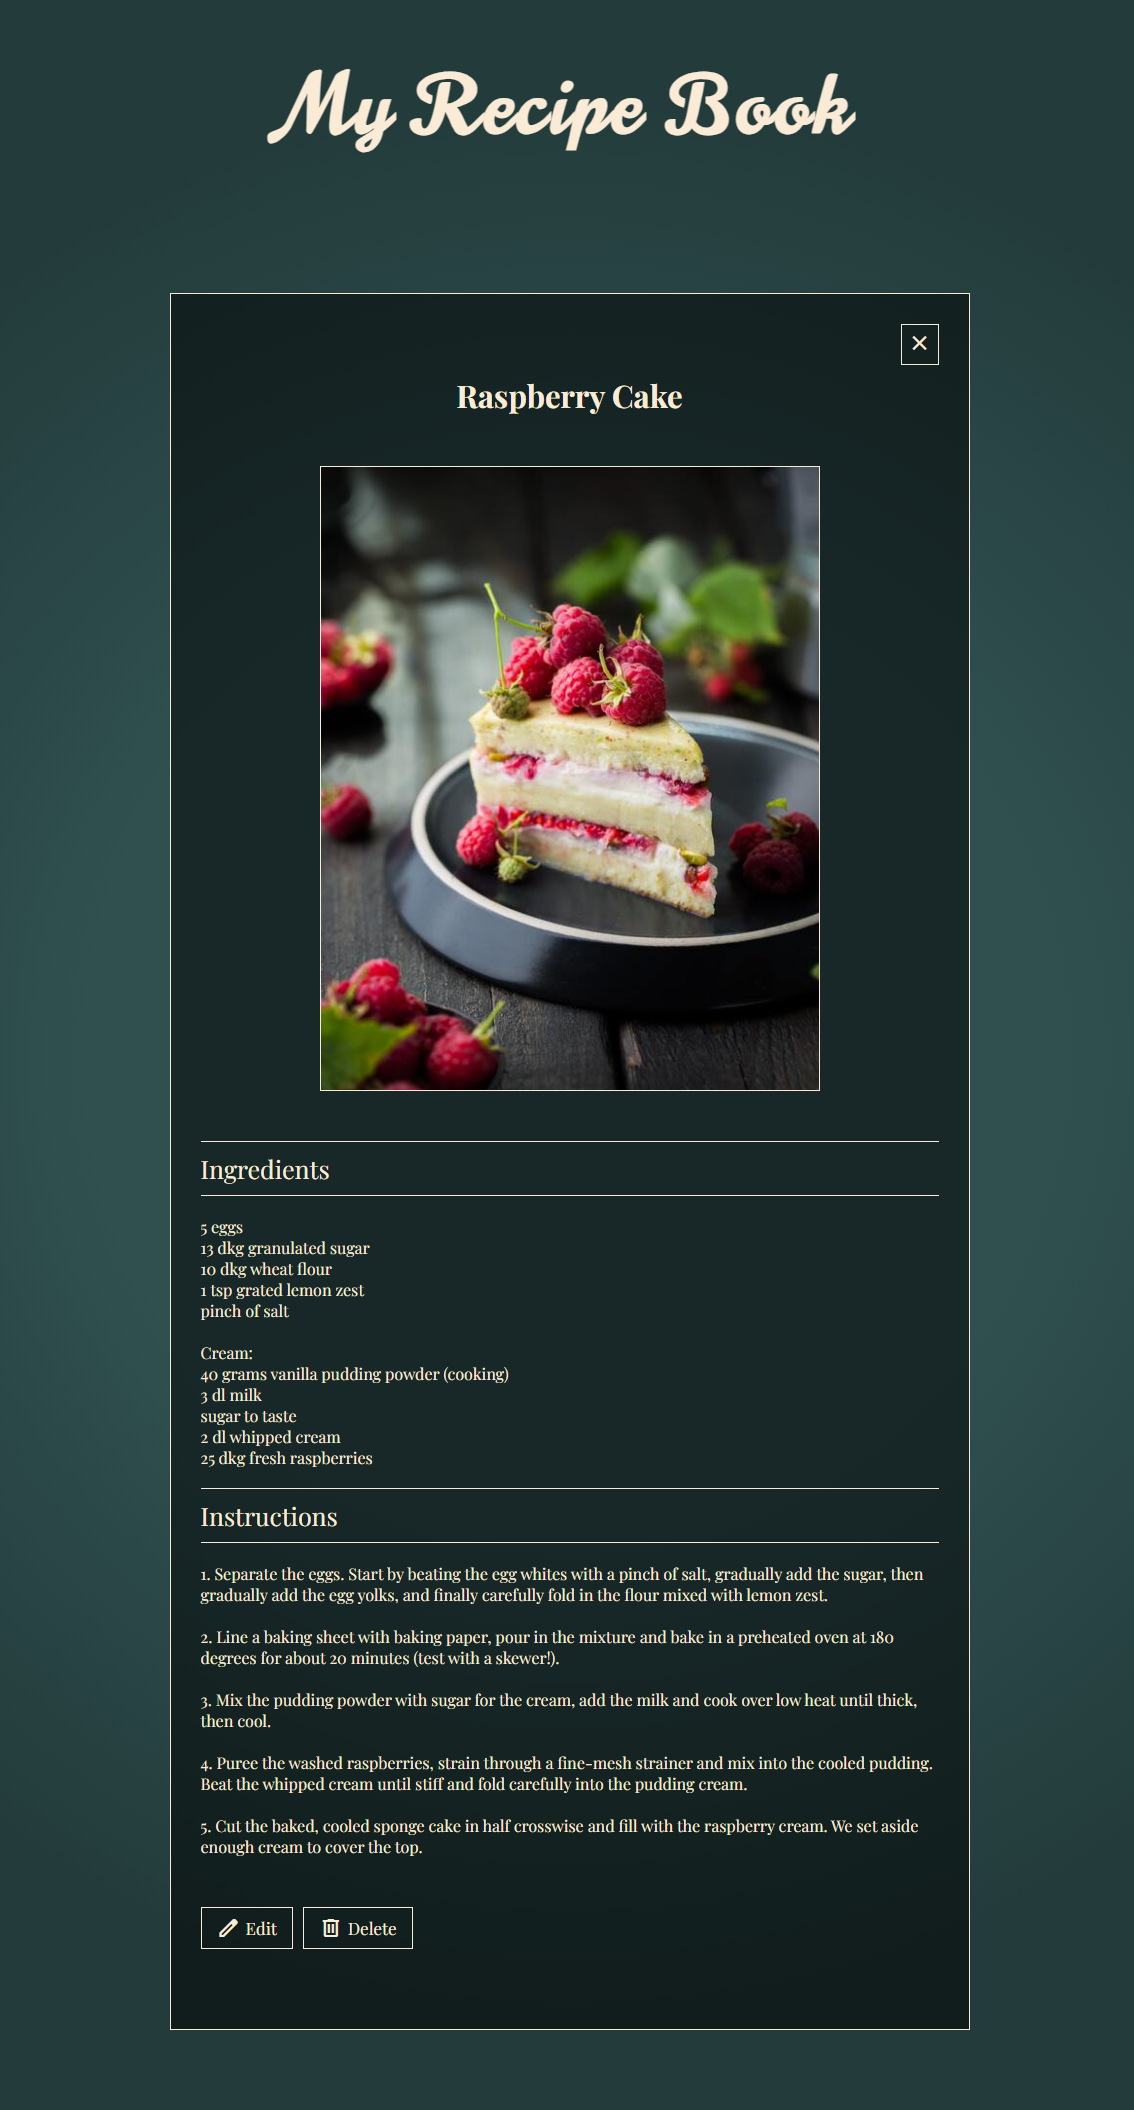 My Recipe Book
Raspberry Cake
Ingredients
5 eggs
13 dkg granulated sugar
10 dkg wheat flour
1 tsp grated lemon zest
pinch of salt
Cream:
40 grams vanilla pudding powder (cooking)
3 dl milk
sugar to taste
2 dl whipped cream
25 dkg fresh raspberries
Instructions
1. Separate the eggs. Start by beating the egg whites with a pinch of salt, gradually add the sugar, then
gradually add the egg yolks, and finally carefully fold in the flour mixed with lemon zest.
2. Line a baking sheet with baking paper, pour in the mixture and bake in a preheated oven at 180
degrees for about 20 minutes (test with a skewer!).
3. Mix the pudding powder with sugar for the cream, add the milk and cook over low heat until thick,
then cool.
4. Puree the washed raspberries, strain through a fine-mesh strainer and mix into the cooled pudding.
Beat the whipped cream until stiff and fold carefully into the pudding cream.
5. Cut the baked, cooled sponge cake in half crosswise and fill with the raspberry cream. We set aside
enough cream to cover the top.
Edit Delete